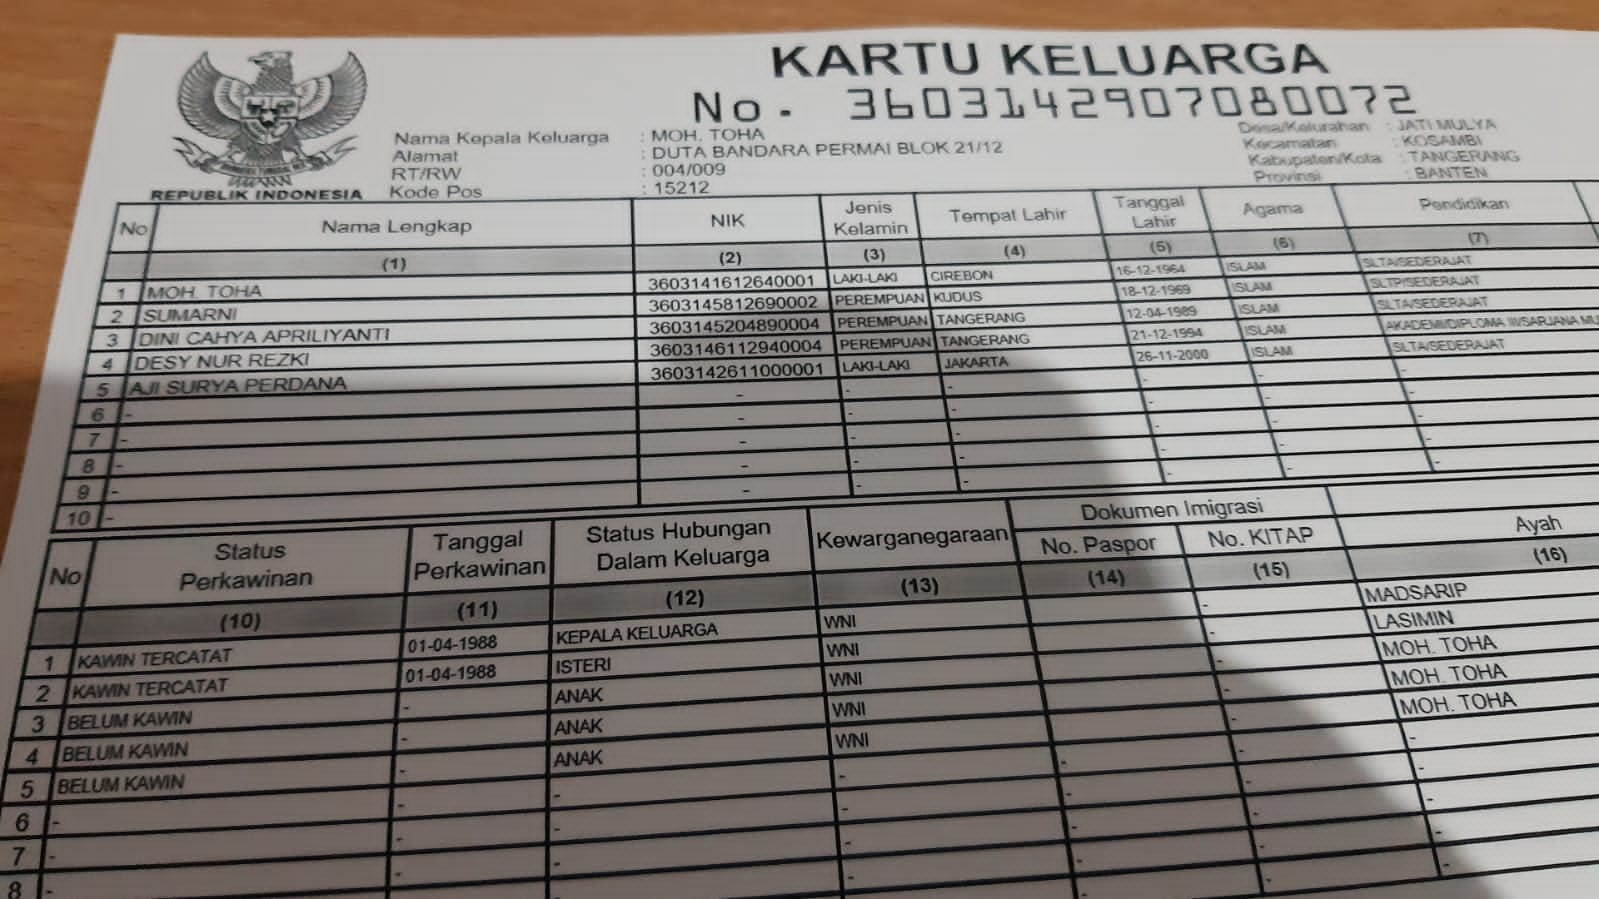 KARTU KELUARGA
No. 3603142907080072
REPUBLIK INDONESIA
Nama Kepala Keluarga : MOH. TOHA
Alamat : DUTA BANDARA PERMAI BLOK 21/12
RT/RW : 004/009
Kode Pos : 15212
Desa/Kelurahan : JATI MULYA
Kecamatan : KOSAMBI
Kabupaten/Kota : TANGERANG
Provinsi : BANTEN
No Nama Lengkap NIK Jenis Kelamin Tempat Lahir Tanggal Lahir Agama Pendidikan
(1) (2) (3) (4) (5) (6) (7)
1 MOH. TOHA 3603141612640001 LAKI-LAKI CIREBON 16-12-1964 ISLAM SLTA/SEDERAJAT
2 SUMARNI 3603145812690002 PEREMPUAN KUDUS 18-12-1969 ISLAM SLTP/SEDERAJAT
3 DINI CAHYA APRILIYANTI 3603145204890004 PEREMPUAN TANGERANG 12-04-1989 ISLAM SLTA/SEDERAJAT
4 DESY NUR REZKI 3603146112940004 PEREMPUAN TANGERANG 21-12-1994 ISLAM AKADEMI/DIPLOMA III/SARJANA MU
5 AJI SURYA PERDANA 3603142611000001 LAKI-LAKI JAKARTA 26-11-2000 ISLAM SLTA/SEDERAJAT
6 - - - - - - -
7 - - - - - - -
8 - - - - - - -
9 - - - - - - -
10 - - - - - - -
No Status Perkawinan Tanggal Perkawinan Status Hubungan Dalam Keluarga Kewarganegaraan Dokumen Imigrasi
No. Paspor No. KITAP Ayah
(10) (11) (12) (13) (14) (15) (16)
1 KAWIN TERCATAT 01-04-1988 KEPALA KELUARGA WNI - MADSARIP
2 KAWIN TERCATAT 01-04-1988 ISTERI WNI - LASIMIN
3 BELUM KAWIN - ANAK WNI - MOH. TOHA
4 BELUM KAWIN - ANAK WNI - MOH. TOHA
5 BELUM KAWIN - ANAK WNI - MOH. TOHA
6 - - - - - - -
7 - - - - - - -
8 - - - - - - -